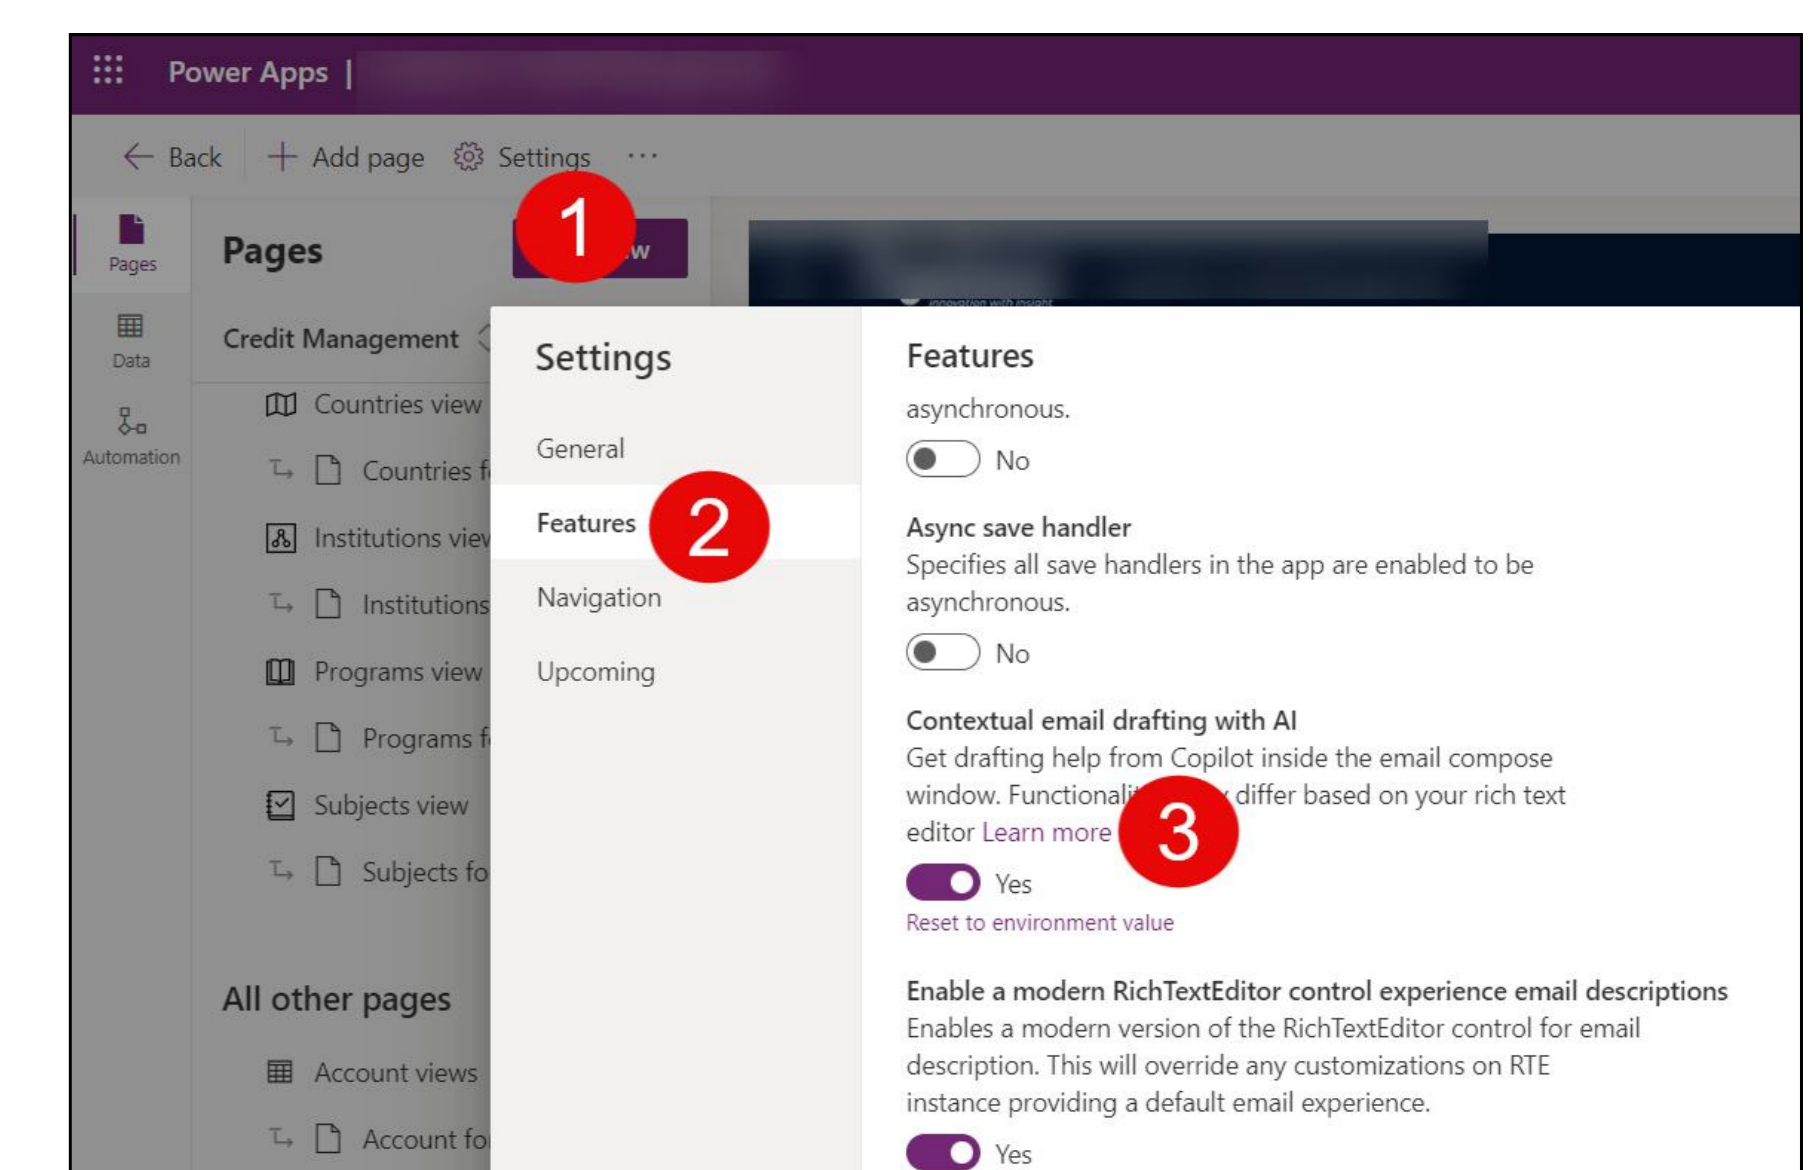 Power Apps |
Back
Add page
Settings
...
1
Pages
Pages
w
innovation with insight
Data
Credit Management
Automation
Countries view
Countries f
Institutions view
Institutions
Programs view
Programs f
Subjects view
Subjects fo
All other pages
Account views
Account fo
Settings
General
Features
2
Navigation
Upcoming
Features
asynchronous.
No
Async save handler
Specifies all save handlers in the app are enabled to be
asynchronous.
No
Contextual email drafting with AI
Get drafting help from Copilot inside the email compose
window. Functionali differ based on your rich text
editor Learn more
3
Yes
Reset to environment value
Enable a modern RichTextEditor control experience email descriptions
Enables a modern version of the RichTextEditor control for email
description. This will override any customizations on RTE
instance providing a default email experience.
Yes